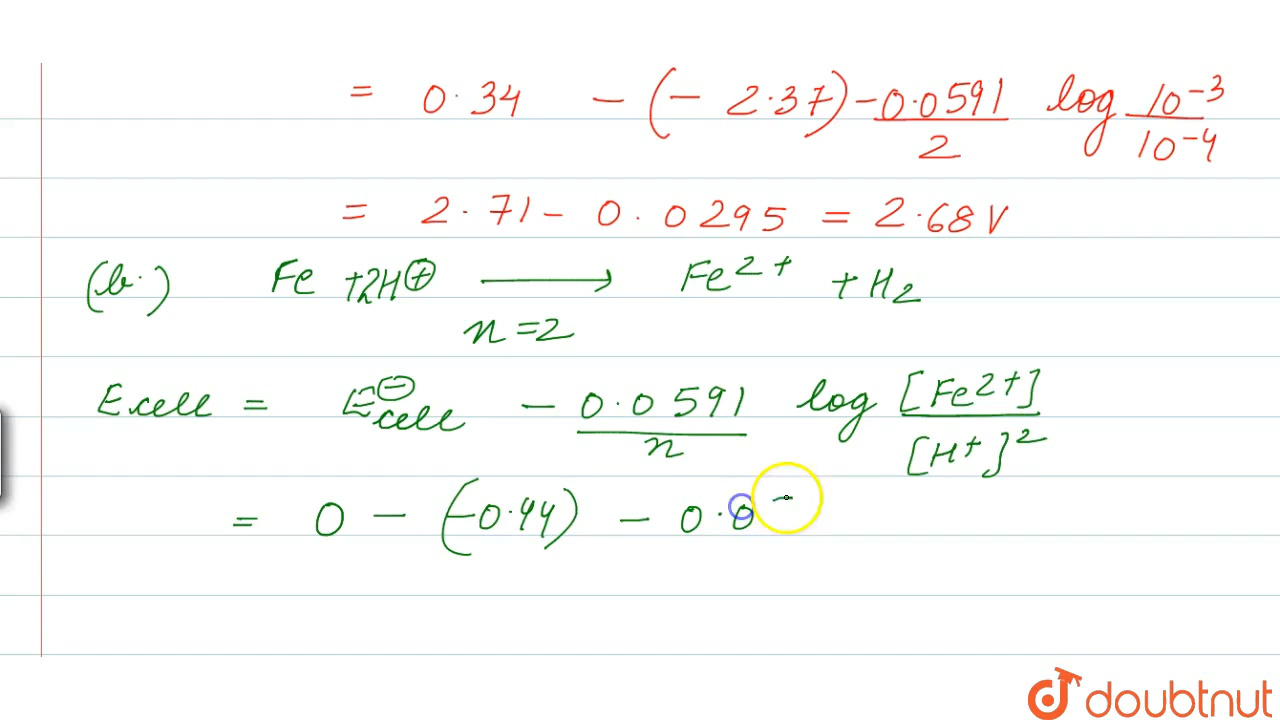 = 0.34 - (- 2.37) - 0.0591/2 log 10⁻³/10⁻⁴
= 2.71 - 0.0295 = 2.68 V
(b.) Fe + 2H⊕ ⟶ Fe²⁺ + H₂
n = 2
Ecell = E⊖cell - 0.0591/n log [Fe²⁺]/[H⁺]²
= 0 - (-0.44) - 0.0
doubtnut